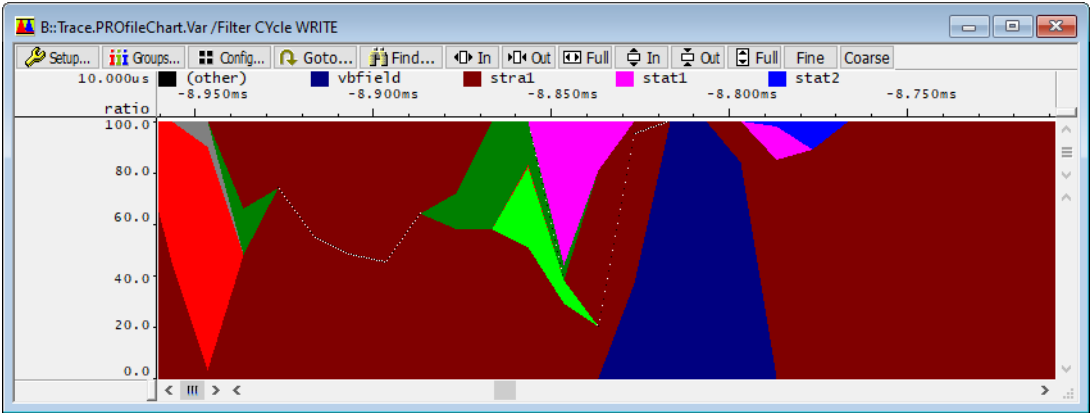 B::Trace.PROfileChart.Var /Filter CYcle WRITE
Setup... Groups... Config... Goto... Find... In Out Full In Out Full Fine Coarse
10.000us (other) vbfield stra1 stat1 stat2
-8.950ms -8.900ms -8.850ms -8.800ms -8.750ms
ratio
100.0
80.0
60.0
40.0
20.0
0.0